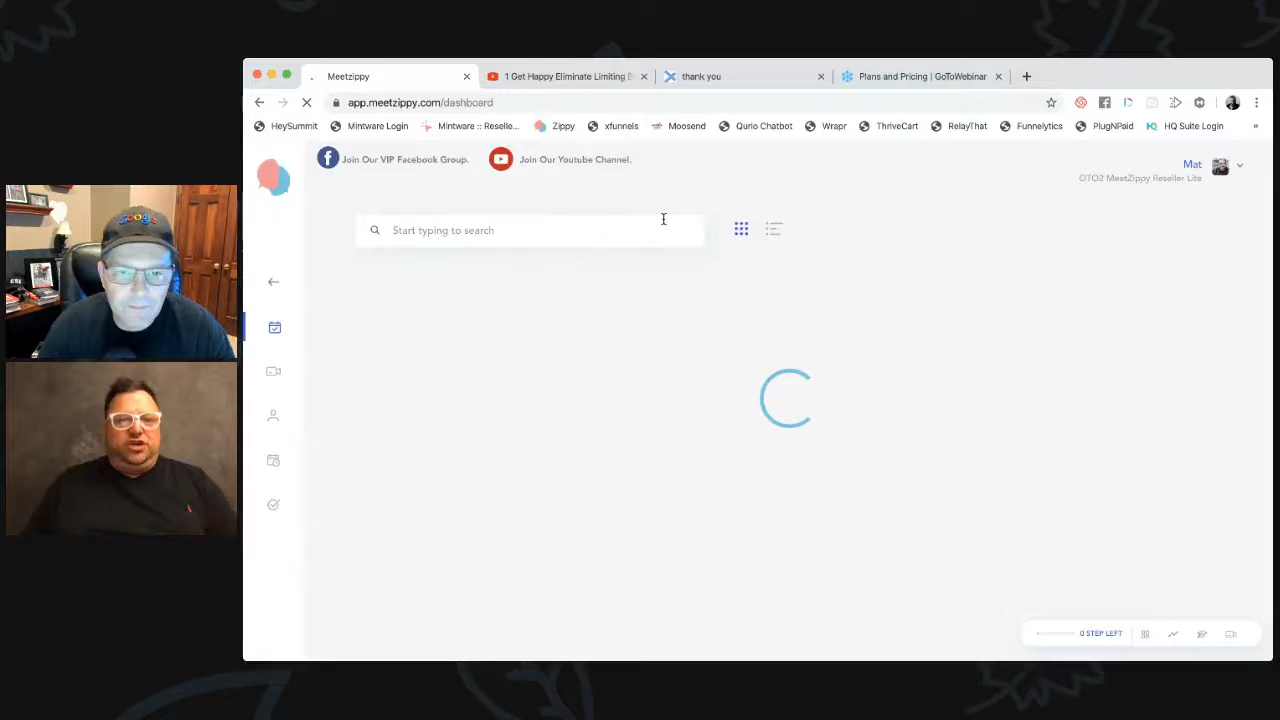 Meetzippy
1 Get Happy Eliminate Limiting B
thank you
Plans and Pricing | GoToWebinar
app.meetzippy.com/dashboard
HeySummit
Mintware Login
Mintware :: Reselle...
Zippy
xfunnels
Moosend
Qurio Chatbot
Wrapr
ThriveCart
RelayThat
Funnelytics
PlugNPaid
HQ Suite Login
»
Join Our VIP Facebook Group.
Join Our Youtube Channel.
Mat
OTO2 MeetZippy Reseller Lite
Start typing to search
Google
0 STEP LEFT